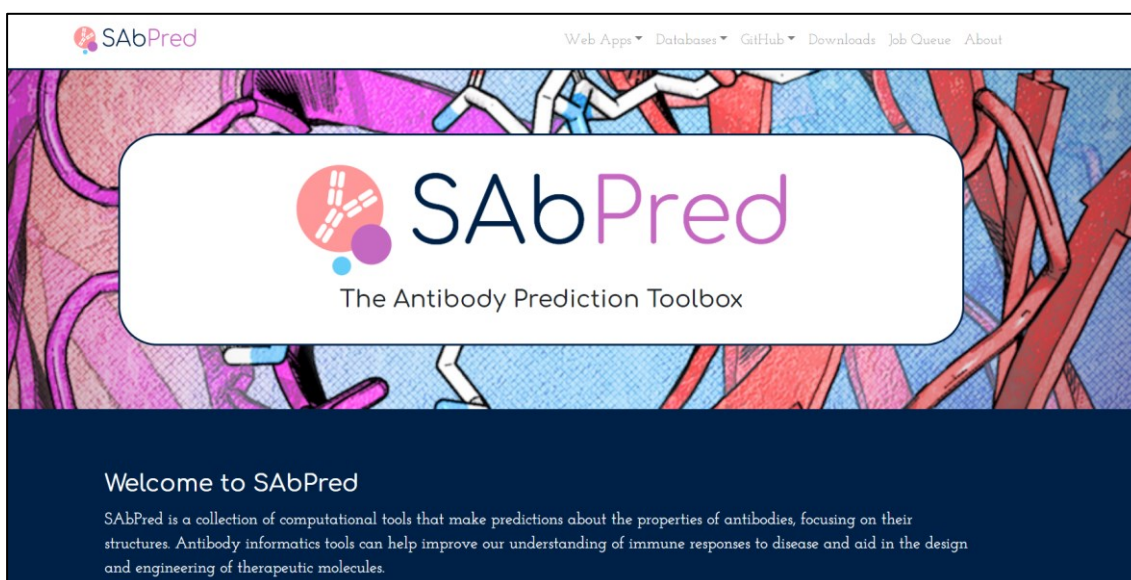 SAbPred
Web Apps Databases GitHub Downloads Job Queue About
SAbPred
The Antibody Prediction Toolbox
Welcome to SAbPred
SAbPred is a collection of computational tools that make predictions about the properties of antibodies, focusing on their
structures. Antibody informatics tools can help improve our understanding of immune responses to disease and aid in the design
and engineering of therapeutic molecules.